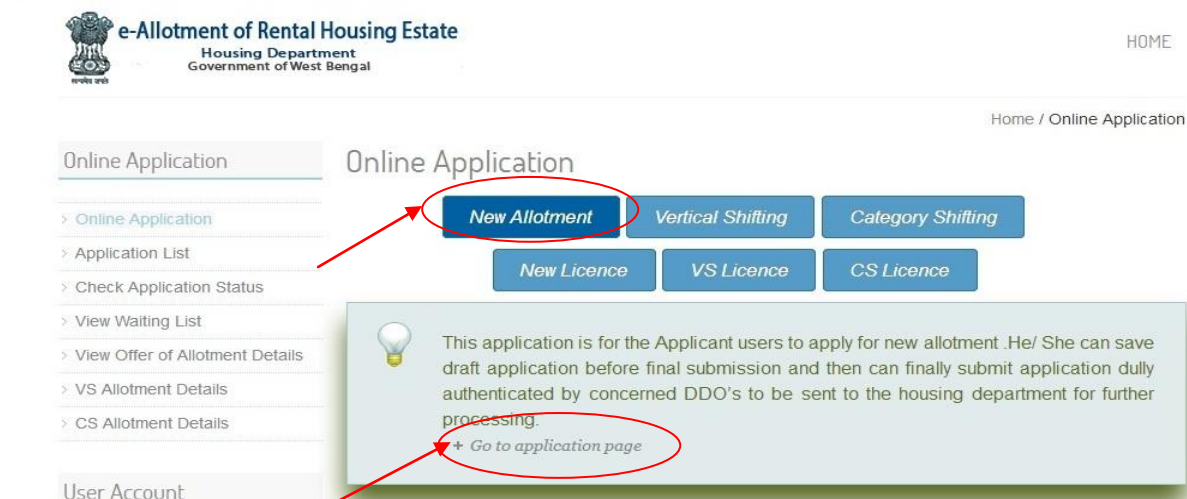 e-Allotment of Rental Housing Estate
Housing Department
Government of West Bengal
सत्यमेव जयते
HOME
Home / Online Application
Online Application
> Online Application
> Application List
> Check Application Status
> View Waiting List
> View Offer of Allotment Details
> VS Allotment Details
> CS Allotment Details
User Account
Online Application
New Allotment Vertical Shifting Category Shifting
New Licence VS Licence CS Licence
This application is for the Applicant users to apply for new allotment .He/ She can save
draft application before final submission and then can finally submit application dully
authenticated by concerned DDO's to be sent to the housing department for further
processing.
+ Go to application page